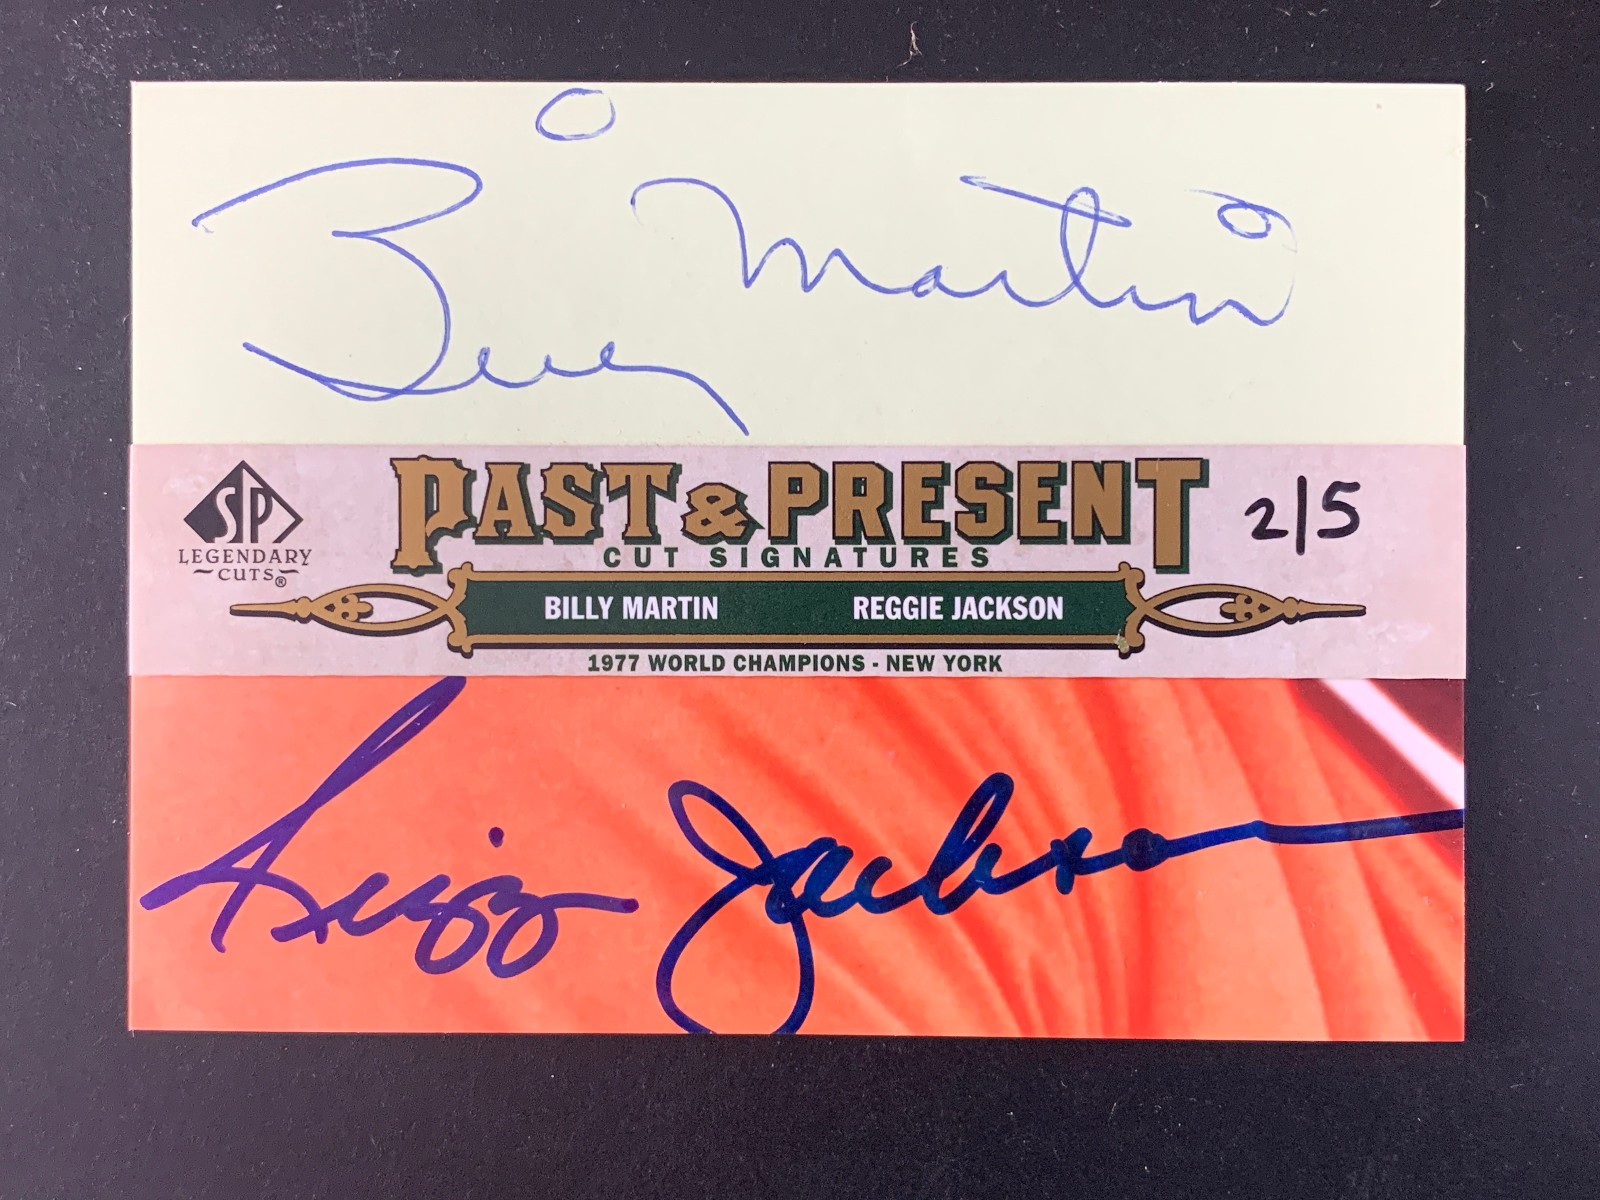 Billy Martin
PAST & PRESENT 2/5
SP
LEGENDARY
CUTS®
CUT SIGNATURES
BILLY MARTIN REGGIE JACKSON
1977 WORLD CHAMPIONS - NEW YORK
Reggie Jackson